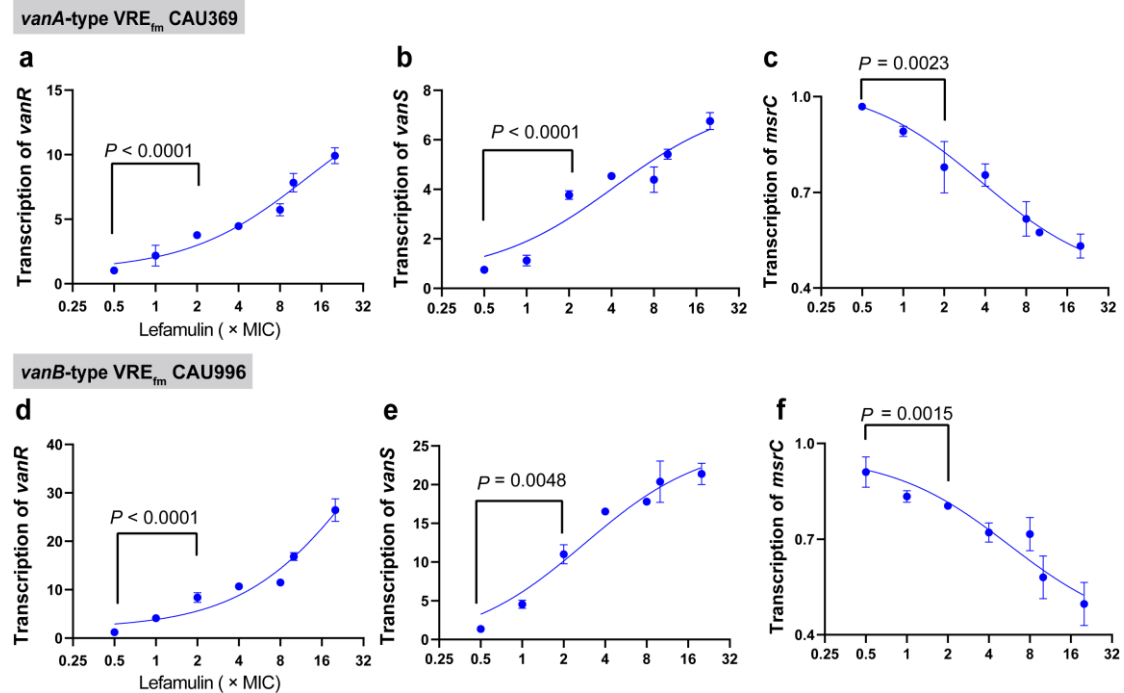 vanA-type VREfm CAU369
a
Transcription of vanR
15
10
5
0
P < 0.0001
0.25 0.5 1 2 4 8 16 32
Lefamulin ( × MIC)
b
Transcription of vanS
8
6
4
2
0
P < 0.0001
0.25 0.5 1 2 4 8 16 32
c
Transcription of msrC
1.0
0.7
0.4
P = 0.0023
0.25 0.5 1 2 4 8 16 32
vanB-type VREfm CAU996
d
Transcription of vanR
40
30
20
10
0
P < 0.0001
0.25 0.5 1 2 4 8 16 32
Lefamulin ( × MIC)
e
Transcription of vanS
25
20
15
10
5
0
P = 0.0048
0.25 0.5 1 2 4 8 16 32
f
Transcription of msrC
1.0
0.7
0.4
P = 0.0015
0.25 0.5 1 2 4 8 16 32